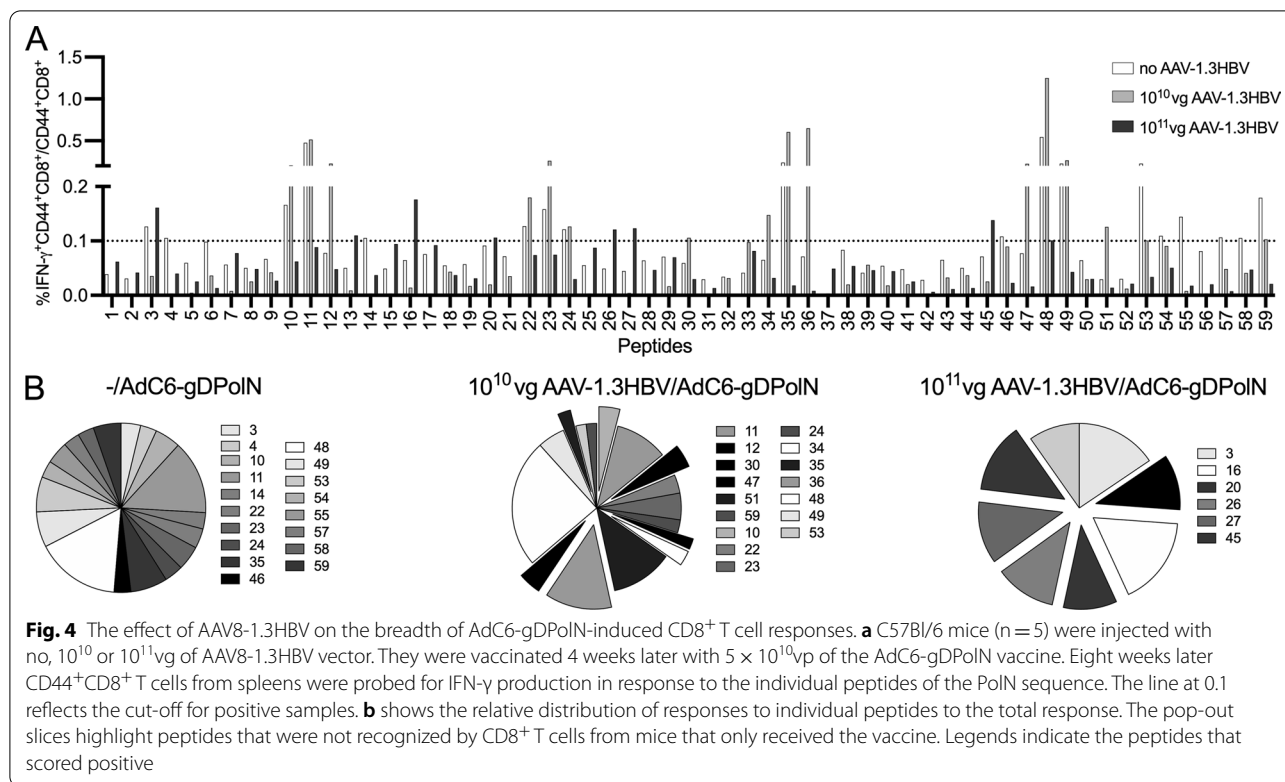 A
1.5
1.0
0.5
0.2
0.1
0.0
%IFN-γ⁺CD44⁺CD8⁺/CD44⁺CD8⁺
no AAV-1.3HBV
10¹⁰vg AAV-1.3HBV
10¹¹vg AAV-1.3HBV
1 2 3 4 5 6 7 8 9 10 11 12 13 14 15 16 17 18 19 20 21 22 23 24 25 26 27 28 29 30 31 32 33 34 35 36 37 38 39 40 41 42 43 44 45 46 47 48 49 50 51 52 53 54 55 56 57 58 59
Peptides
B
-/AdC6-gDPolN
3
4
10
11
14
22
23
24
35
46
48
49
53
54
55
57
58
59
10¹⁰vg AAV-1.3HBV/AdC6-gDPolN
11
12
30
47
51
59
10
22
23
24
34
35
36
48
49
53
10¹¹vg AAV-1.3HBV/AdC6-gDPolN
3
16
20
26
27
45
Fig. 4 The effect of AAV8-1.3HBV on the breadth of AdC6-gDPolN-induced CD8⁺ T cell responses. a C57Bl/6 mice (n = 5) were injected with
no, 10¹⁰ or 10¹¹vg of AAV8-1.3HBV vector. They were vaccinated 4 weeks later with 5 × 10¹⁰vp of the AdC6-gDPolN vaccine. Eight weeks later
CD44⁺CD8⁺ T cells from spleens were probed for IFN-γ production in response to the individual peptides of the PolN sequence. The line at 0.1
reflects the cut-off for positive samples. b shows the relative distribution of responses to individual peptides to the total response. The pop-out
slices highlight peptides that were not recognized by CD8⁺ T cells from mice that only received the vaccine. Legends indicate the peptides that
scored positive